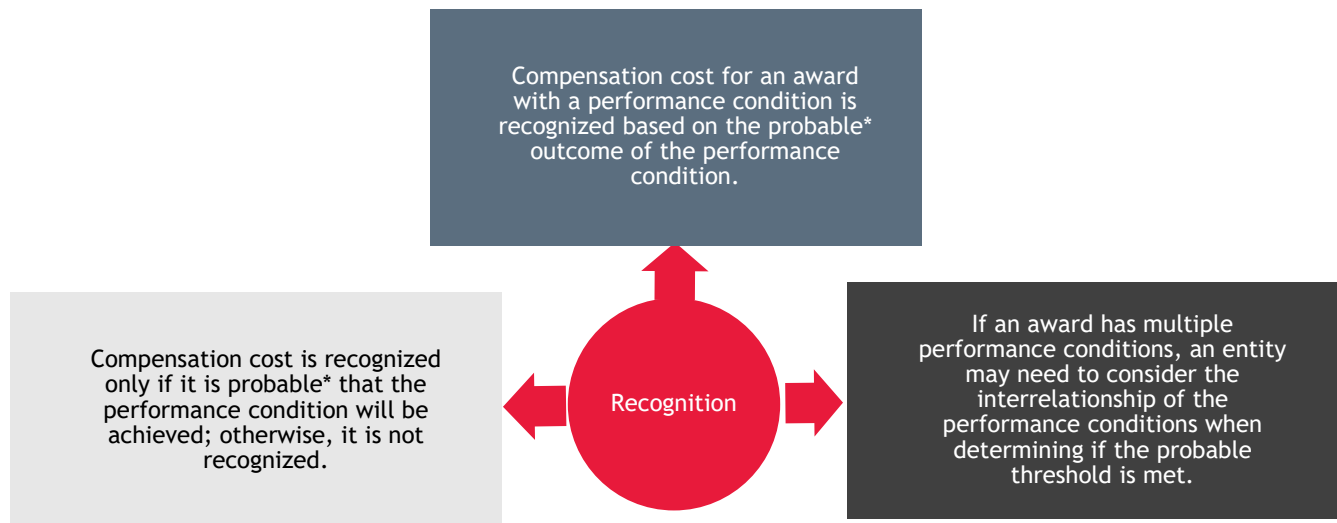 Compensation cost for an award
with a performance condition is
recognized based on the probable*
outcome of the performance
condition.
Compensation cost is recognized
only if it is probable* that the
performance condition will be
achieved; otherwise, it is not
recognized.
Recognition
If an award has multiple
performance conditions, an entity
may need to consider the
interrelationship of the
performance conditions when
determining if the probable
threshold is met.